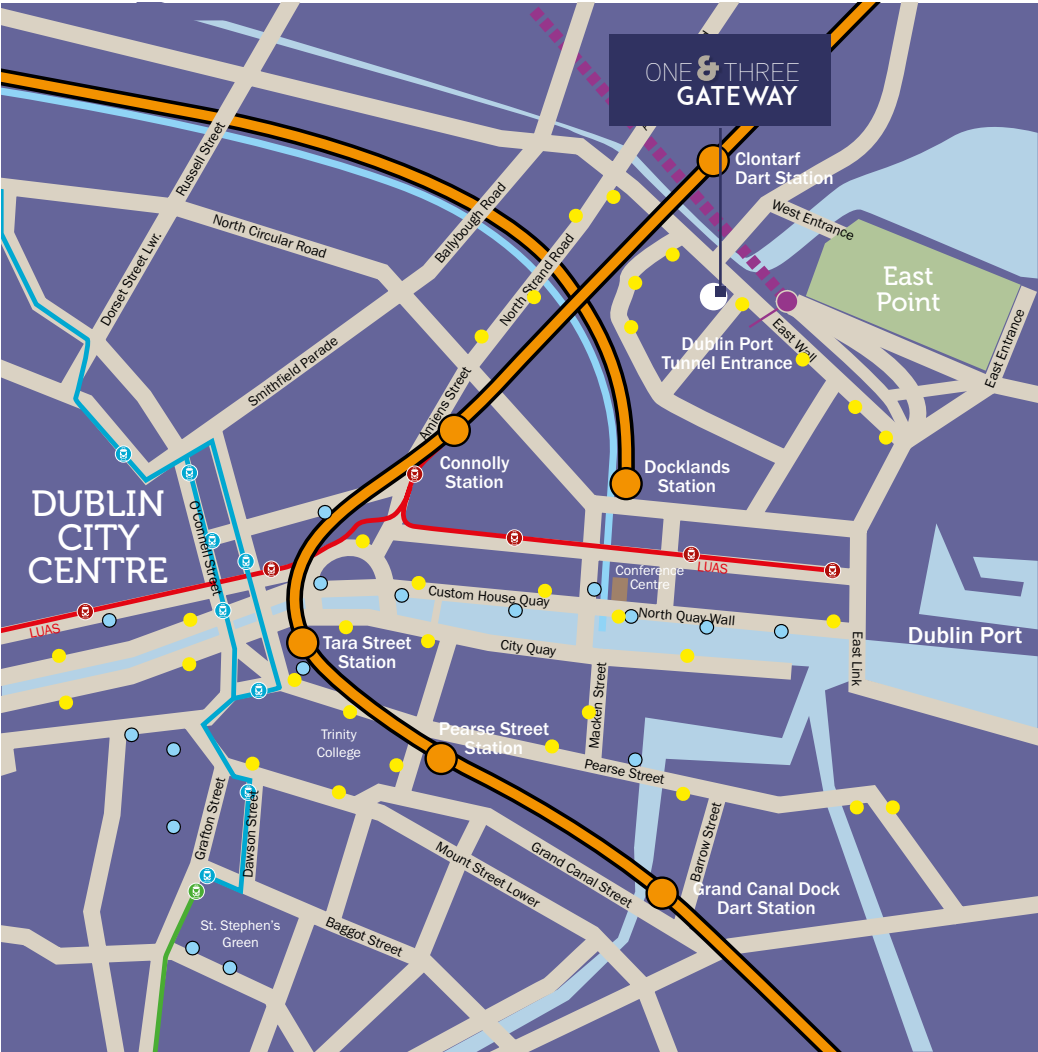 ONE & THREE
GATEWAY
Clontarf
Dart Station
Russell Street
North Circular Road
Ballybough Road
West Entrance
East
Point
Dorset Street Lwr.
North Strand Road
East Wall
East Entrance
Dublin Port
Tunnel Entrance
Smithfield Parade
Amiens Street
Connolly
Station
Docklands
Station
DUBLIN
CITY
CENTRE
O'Connell Street
Conference
Centre
LUAS
LUAS
Custom House Quay
North Quay Wall
Dublin Port
Tara Street
Station
City Quay
East Link
Macken Street
Trinity
College
Pearse Street
Station
Pearse Street
Grafton Street
Dawson Street
Barrow Street
Mount Street Lower
Grand Canal Street
Grand Canal Dock
Dart Station
St. Stephen's
Green
Baggot Street